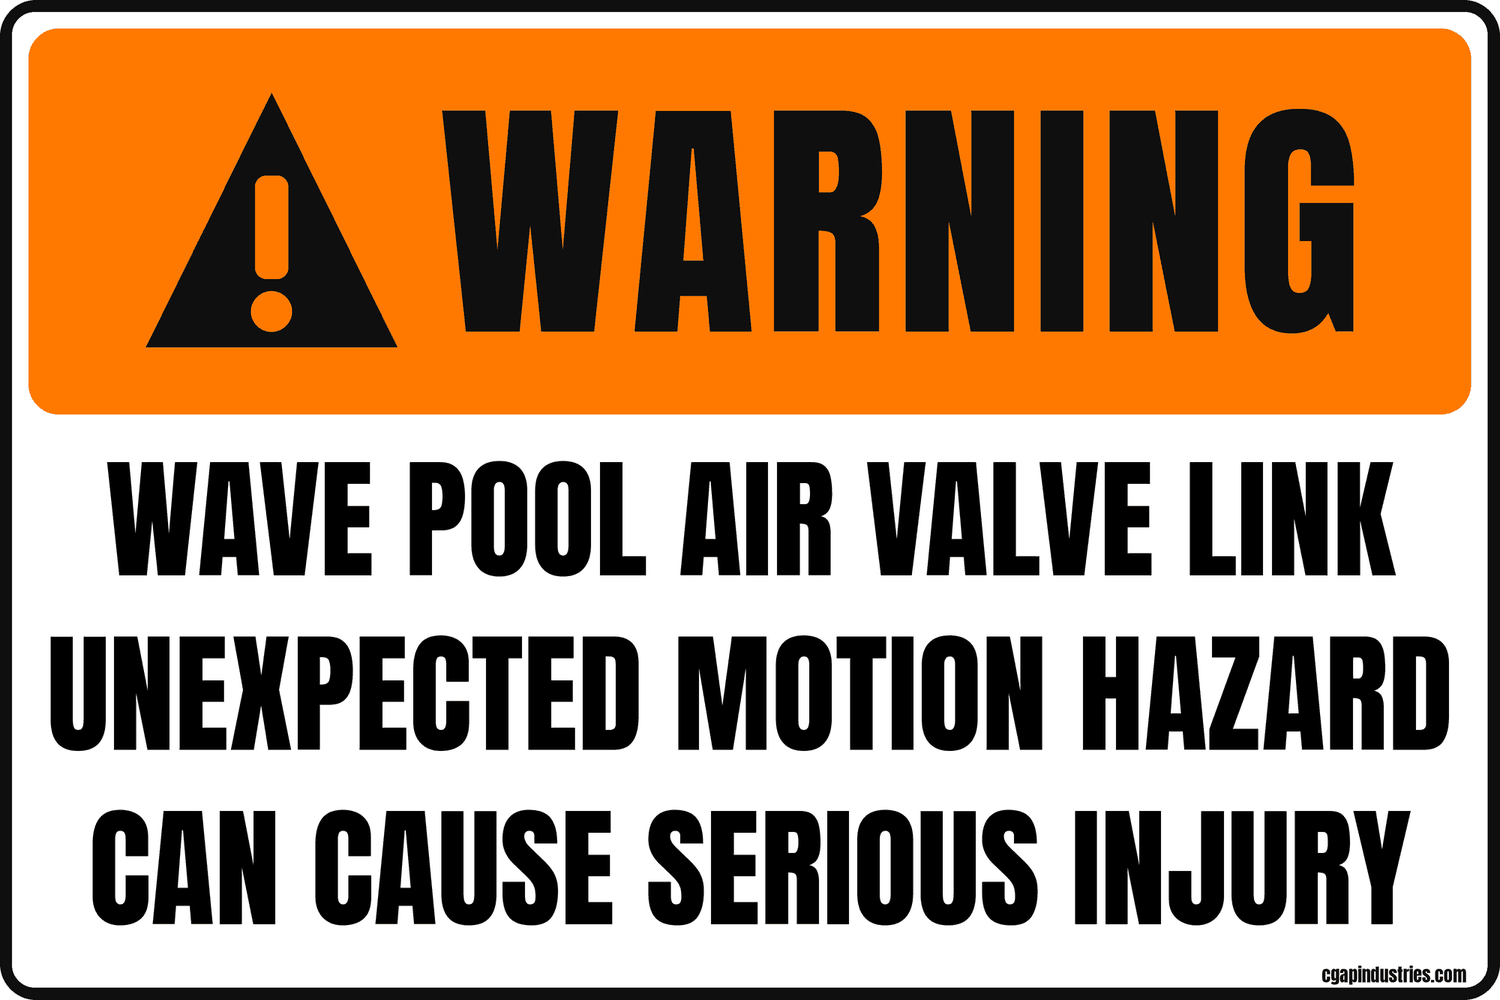 WARNING
WAVE POOL AIR VALVE LINK
UNEXPECTED MOTION HAZARD
CAN CAUSE SERIOUS INJURY
cgapindustries.com